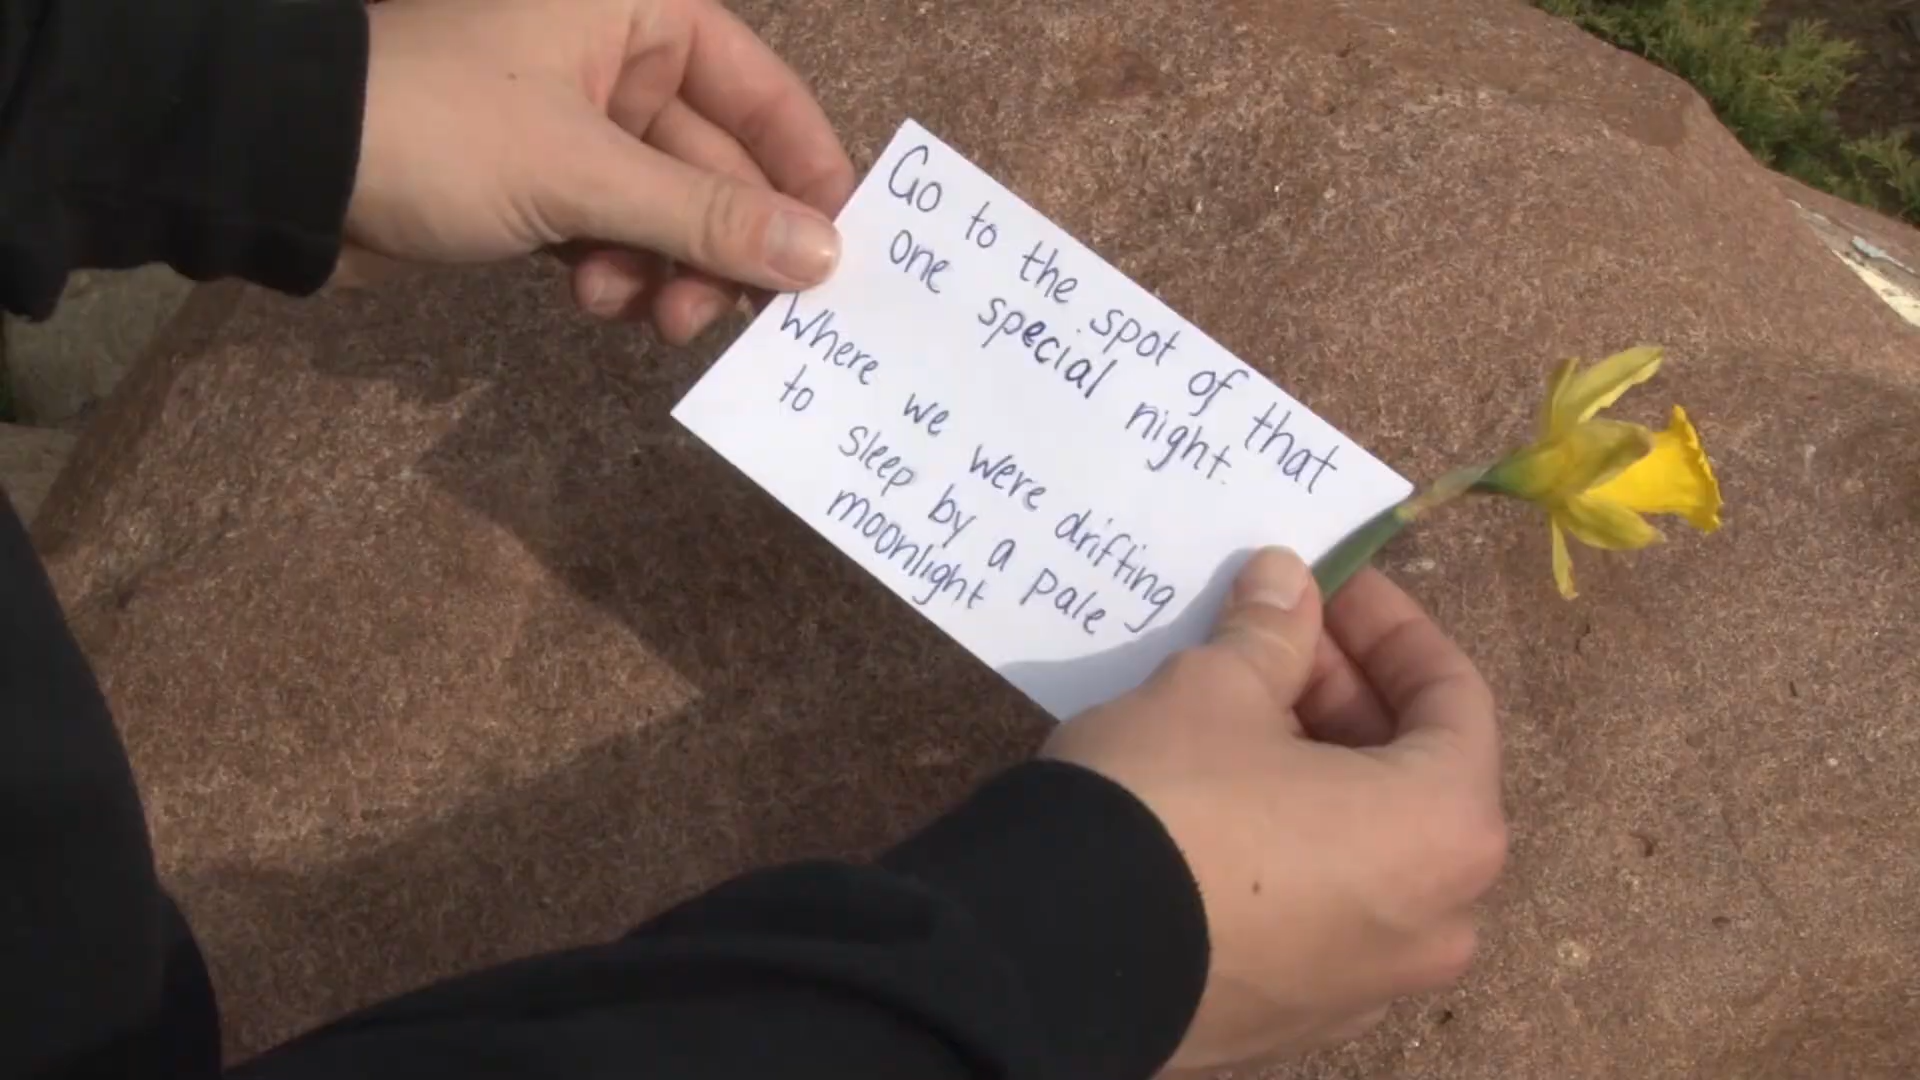 Go to the spot of that
one special night.
Where we were drifting
to sleep by a pale
moonlight